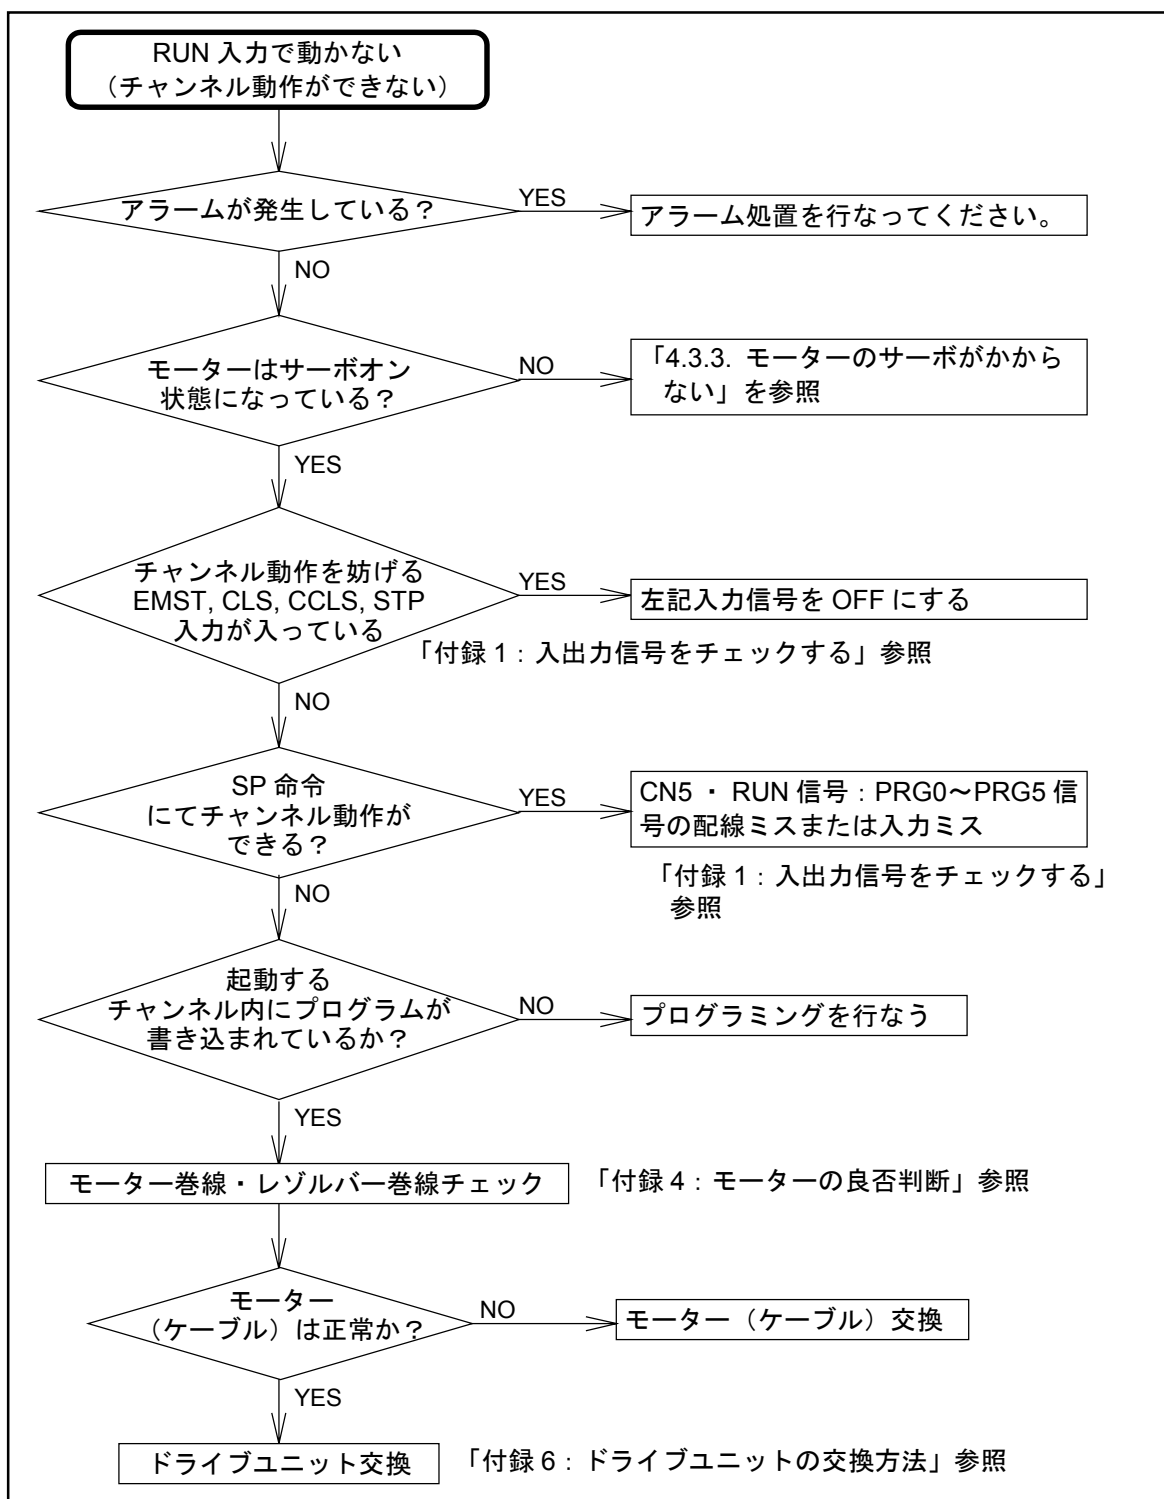 RUN 入力で動かない
（チャンネル動作ができない）
アラームが発生している？
YES
アラーム処置を行なってください。
NO
モーターはサーボオン
状態になっている？
NO
「4.3.3. モーターのサーボがかから
ない」を参照
YES
チャンネル動作を妨げる
EMST, CLS, CCLS, STP
入力が入っている
YES
左記入力信号を OFF にする
「付録 1：入出力信号をチェックする」参照
NO
SP 命令
にてチャンネル動作が
できる？
YES
CN5 ・ RUN 信号：PRG0～PRG5 信
号の配線ミスまたは入力ミス
「付録 1：入出力信号をチェックする」
参照
NO
起動する
チャンネル内にプログラムが
書き込まれているか？
NO
プログラミングを行なう
YES
モーター巻線・レゾルバー巻線チェック
「付録 4：モーターの良否判断」参照
モーター
（ケーブル）は正常か？
NO
モーター（ケーブル）交換
YES
ドライブユニット交換
「付録 6：ドライブユニットの交換方法」参照